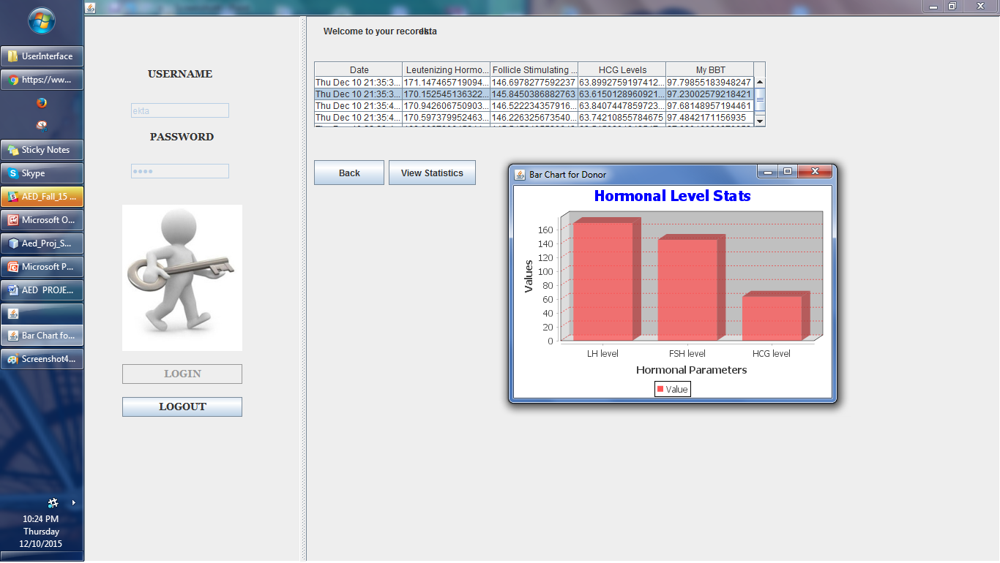 UserInterface
https://ww...
Sticky Notes
Skype
AED_Fall_15 ...
Microsoft O...
Aed_Proj_S...
Microsoft P...
AED PROJE...
Bar Chart fo...
Screenshot4...
10:24 PM
Thursday
12/10/2015
USERNAME
ekta
PASSWORD
LOGIN
LOGOUT
Welcome to your records
ekta
Date Leutenizing Hormo... Follicle Stimulating ... HCG Levels My BBT
Thu Dec 10 21:35:3... 171.147465719094... 146.6978277592237 63.8992759197412... 97.79855183948247
Thu Dec 10 21:35:3... 170.152545136322... 145.8450386882763 63.6150128960921... 97.23002579218421
Thu Dec 10 21:35:4... 170.942606750903... 146.522234357916... 63.8407447859723... 97.68148957194461
Thu Dec 10 21:35:4... 170.597379952463... 146.226325673540... 63.74210855784675 97.4842171156935
Back View Statistics
Bar Chart for Donor
Hormonal Level Stats
Values
160
140
120
100
80
60
40
20
0
LH level FSH level HCG level
Hormonal Parameters
Value